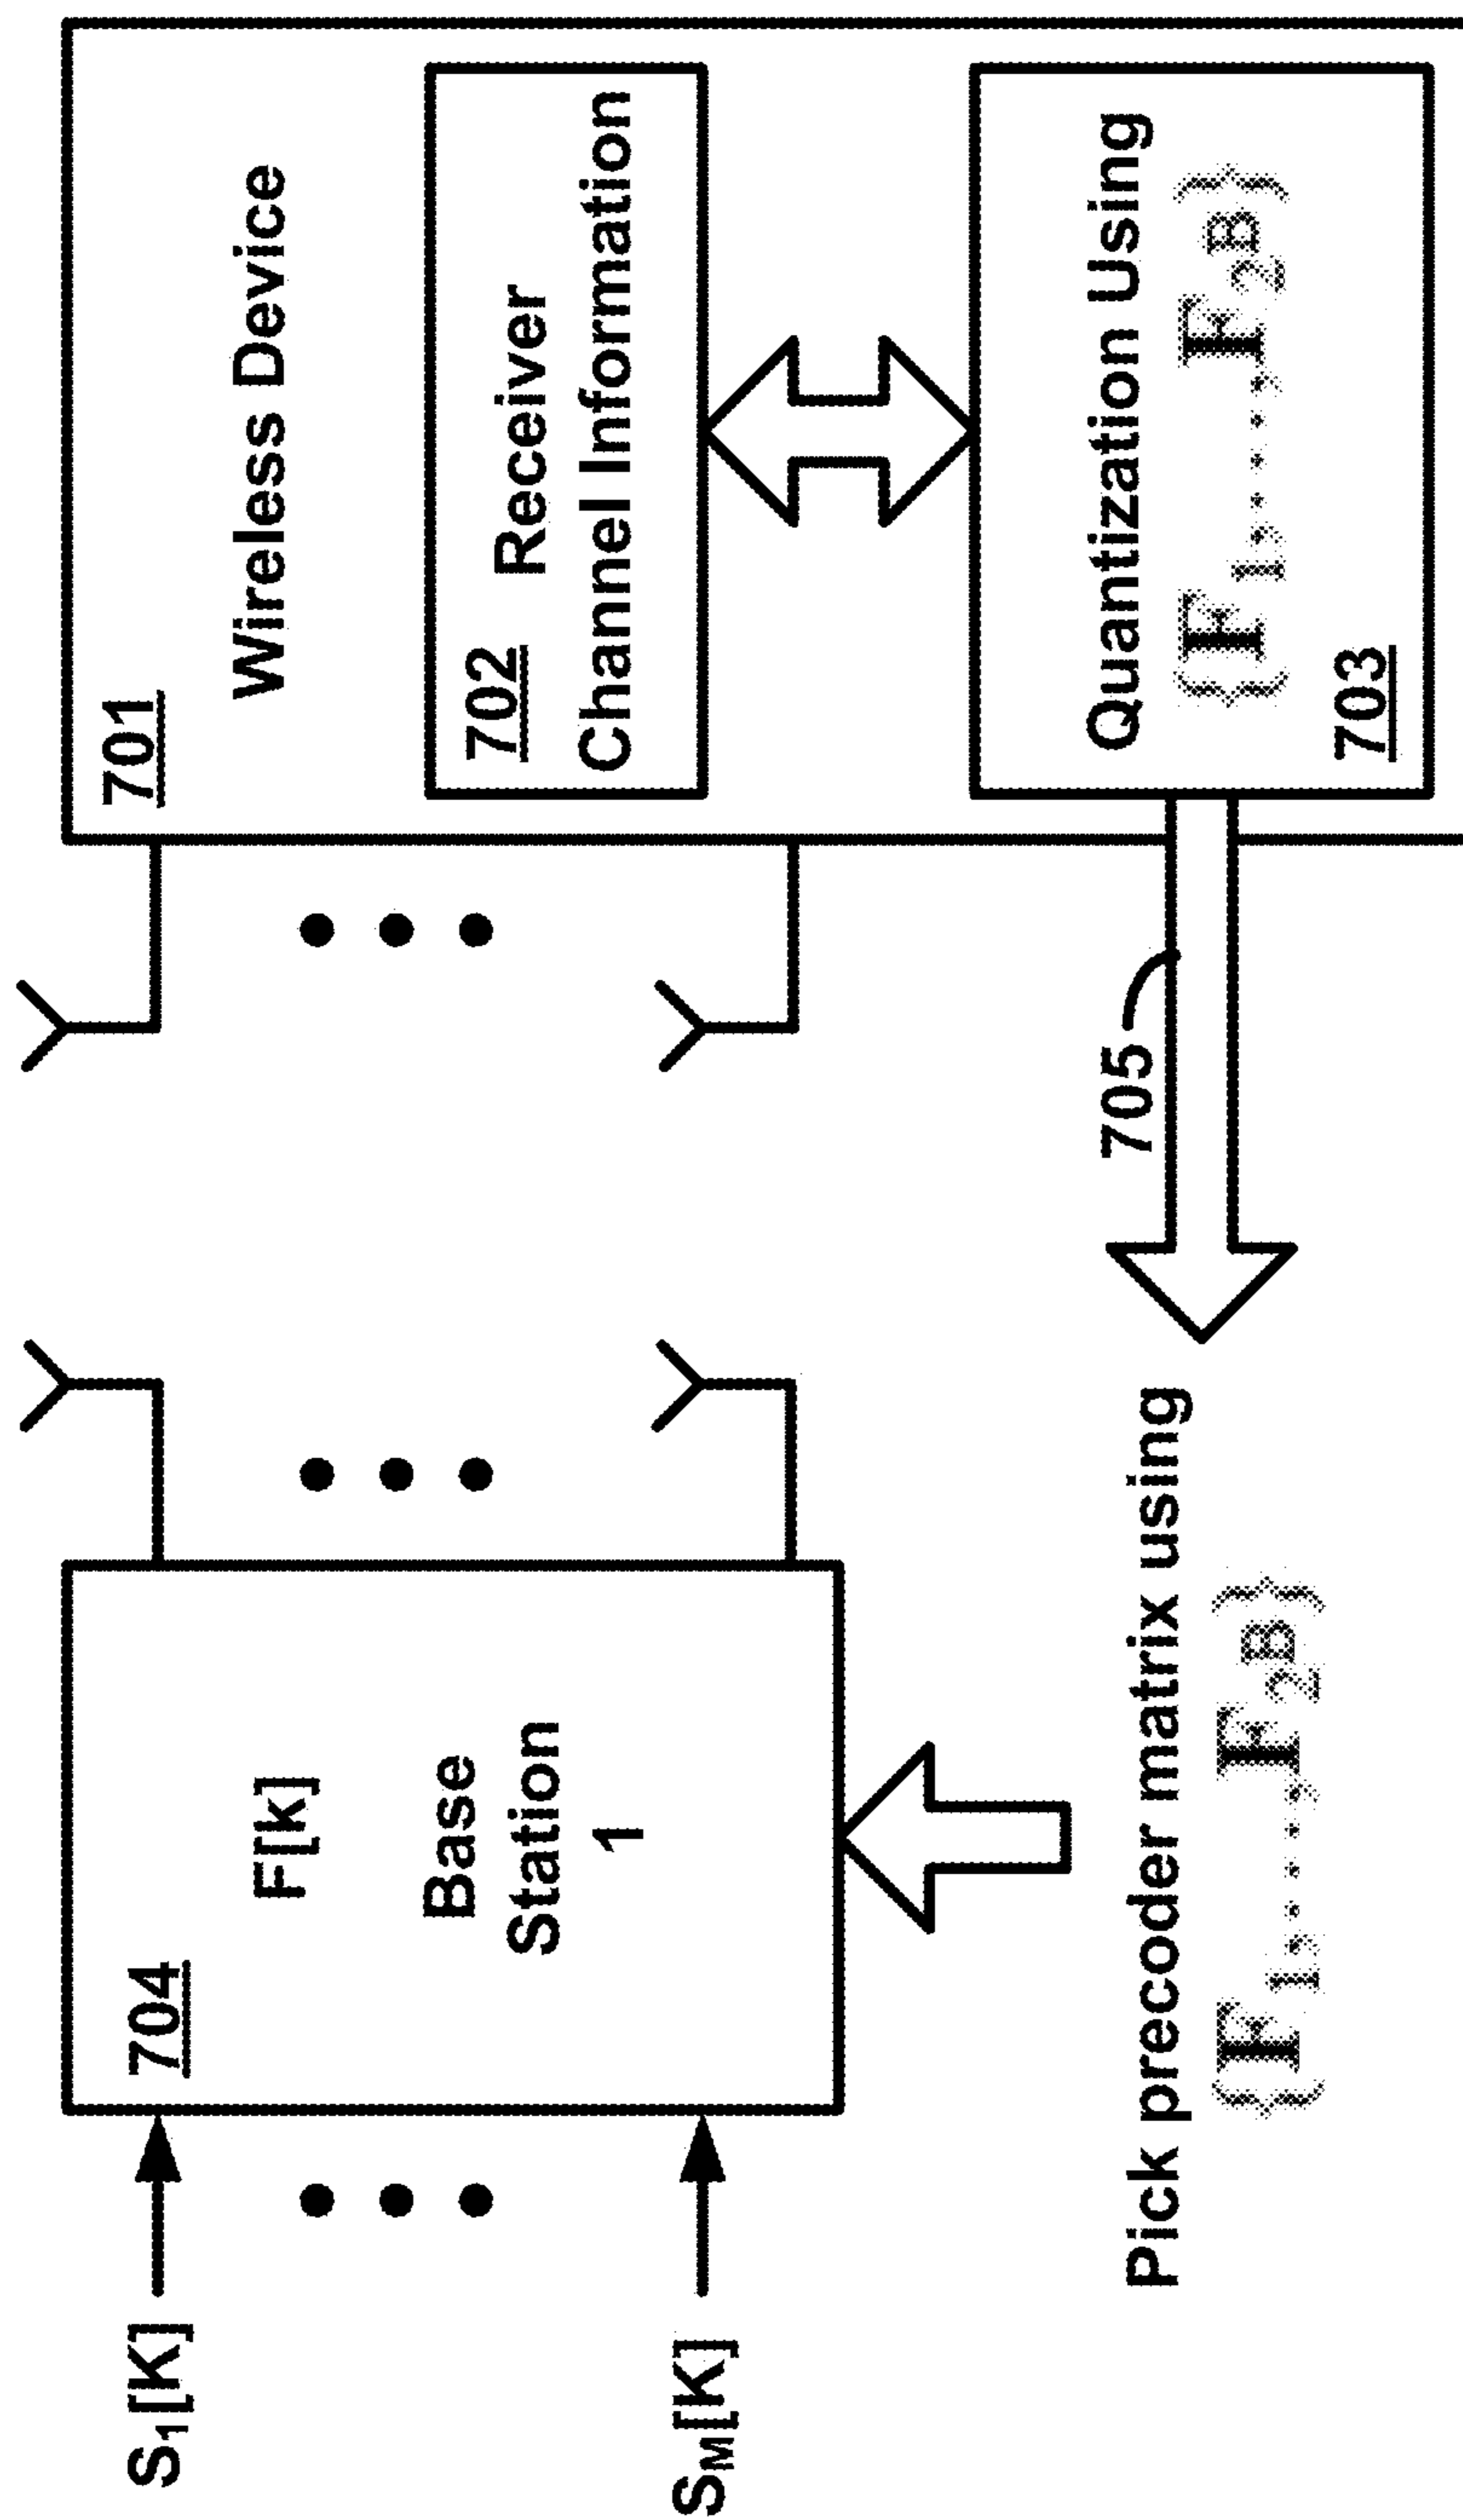 S1[K]
SM[K]
704
F[k]
Base
Station
1
Pick precoder matrix using
{F1,...,F2B}
705
701
Wireless Device
702 Receiver
Channel Information
Quantization Using
{F1,...,F2B}
703